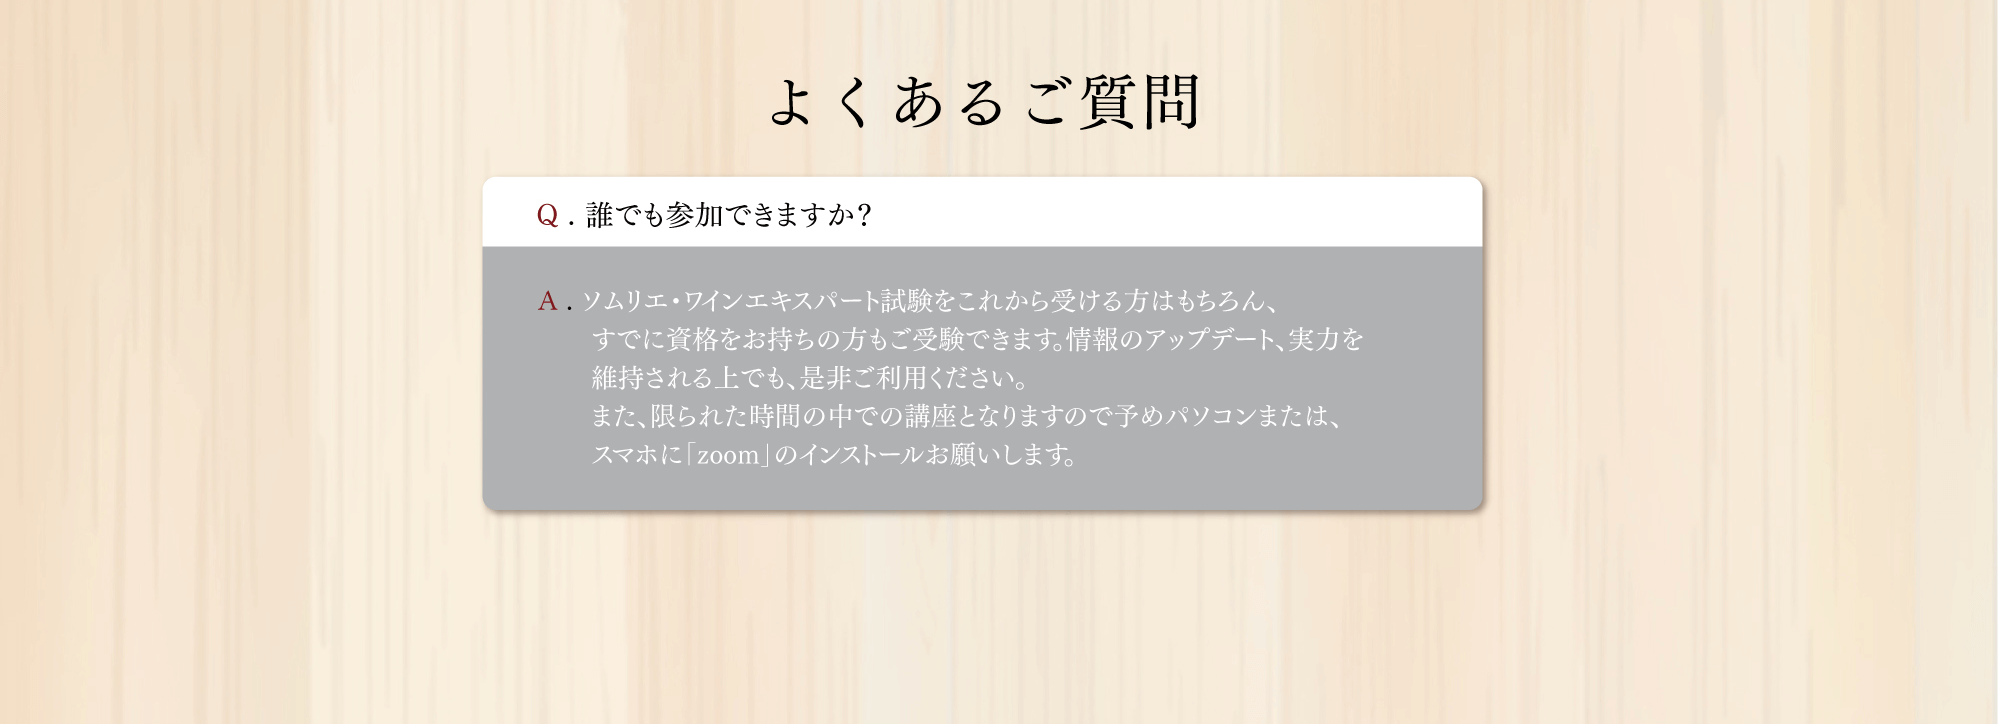 よくあるご質問
Q . 誰でも参加できますか？
A . ソムリエ・ワインエキスパート試験をこれから受ける方はもちろん、
すでに資格をお持ちの方もご受験できます。情報のアップデート、実力を
維持される上でも、是非ご利用ください。
また、限られた時間の中での講座となりますので予めパソコンまたは、
スマホに「zoom」のインストールお願いします。